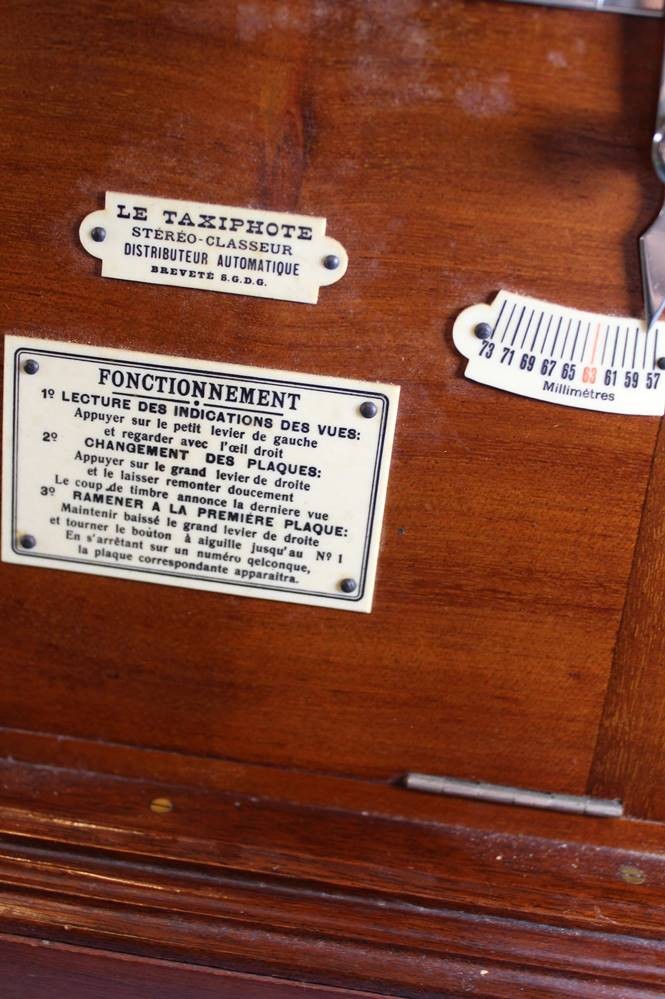 LE TAXIPHOTE
STÉRÉO-CLASSEUR
DISTRIBUTEUR AUTOMATIQUE
BREVETÉ S.G.D.G.
73 71 69 67 65 63 61 59 57
Millimètres
FONCTIONNEMENT
1º LECTURE DES INDICATIONS DES VUES:
Appuyer sur le petit levier de gauche
et regarder avec l'œil droit
2º CHANGEMENT DES PLAQUES:
Appuyer sur le grand levier de droite
et le laisser remonter doucement
Le coup de timbre annonce la derniere vue
3º RAMENER A LA PREMIÈRE PLAQUE:
Maintenir baissé le grand levier de droite
et tourner le bouton à aiguille jusqu'au Nº 1
En s'arrêtant sur un numéro qelconque,
la plaque correspondante apparaitra.